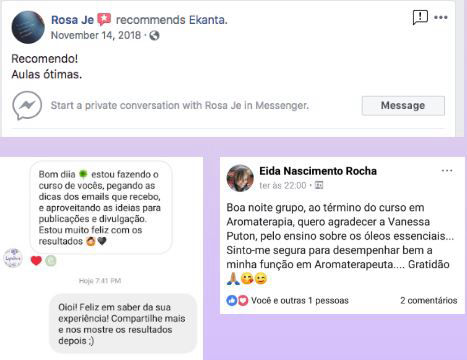 Rosa Je recommends Ekanta.
November 14, 2018 ·
Recomendo!
Aulas ótimas.
Start a private conversation with Rosa Je in Messenger.
Message
Bom diia 🌳 estou fazendo o
curso de vocês, pegando as
dicas dos emails que recebo,
e aproveitando as ideias para
publicações e divulgação.
Estou muito feliz com os
resultados
Hoje 7:41 PM
Oioi! Feliz em saber da sua
experiência! Compartilhe mais
e nos mostre os resultados
depois ;)
Eida Nascimento Rocha
ter às 22:00 ·
Boa noite grupo, ao término do curso em
Aromaterapia, quero agradecer a Vanessa
Puton, pelo ensino sobre os óleos essenciais...
Sinto-me segura para desempenhar bem a
minha função em Aromaterapeuta.... Gratidão
🙏😘😉
Você e outras 1 pessoas
2 comentários